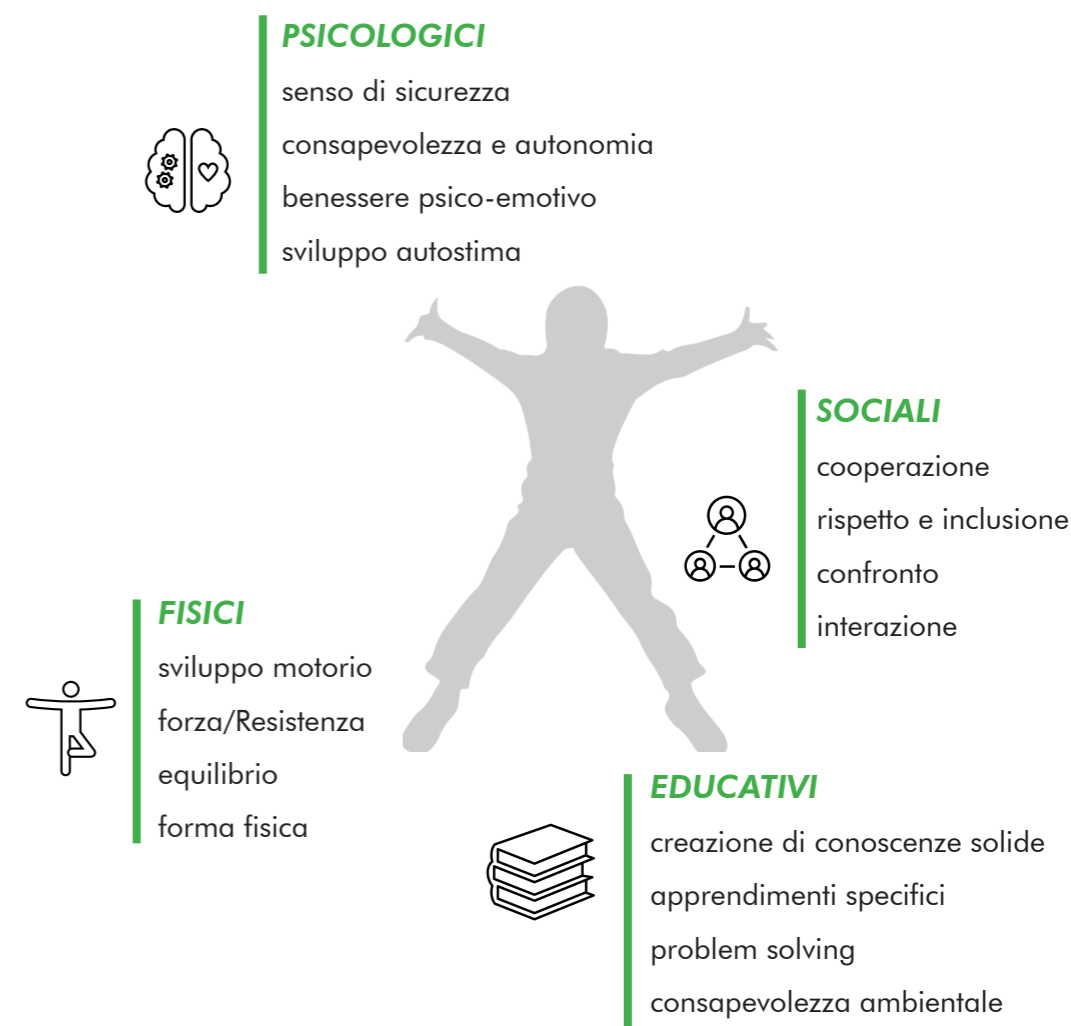 PSICOLOGICI
senso di sicurezza
consapevolezza e autonomia
benessere psico-emotivo
sviluppo autostima
SOCIALI
cooperazione
rispetto e inclusione
confronto
interazione
FISICI
sviluppo motorio
forza/Resistenza
equilibrio
forma fisica
EDUCATIVI
creazione di conoscenze solide
apprendimenti specifici
problem solving
consapevolezza ambientale